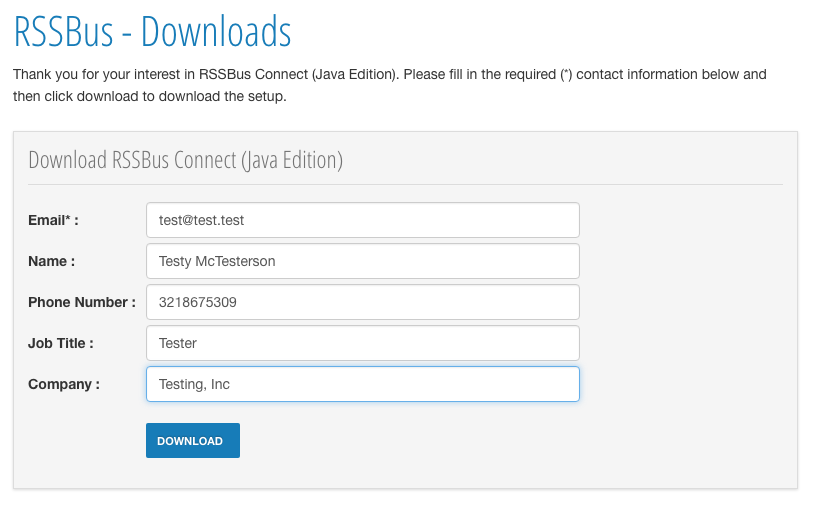 RSSBus - Downloads
Thank you for your interest in RSSBus Connect (Java Edition). Please fill in the required (*) contact information below and
then click download to download the setup.
Download RSSBus Connect (Java Edition)
Email* : test@test.test
Name : Testy McTesterson
Phone Number : 3218675309
Job Title : Tester
Company : Testing, Inc
DOWNLOAD